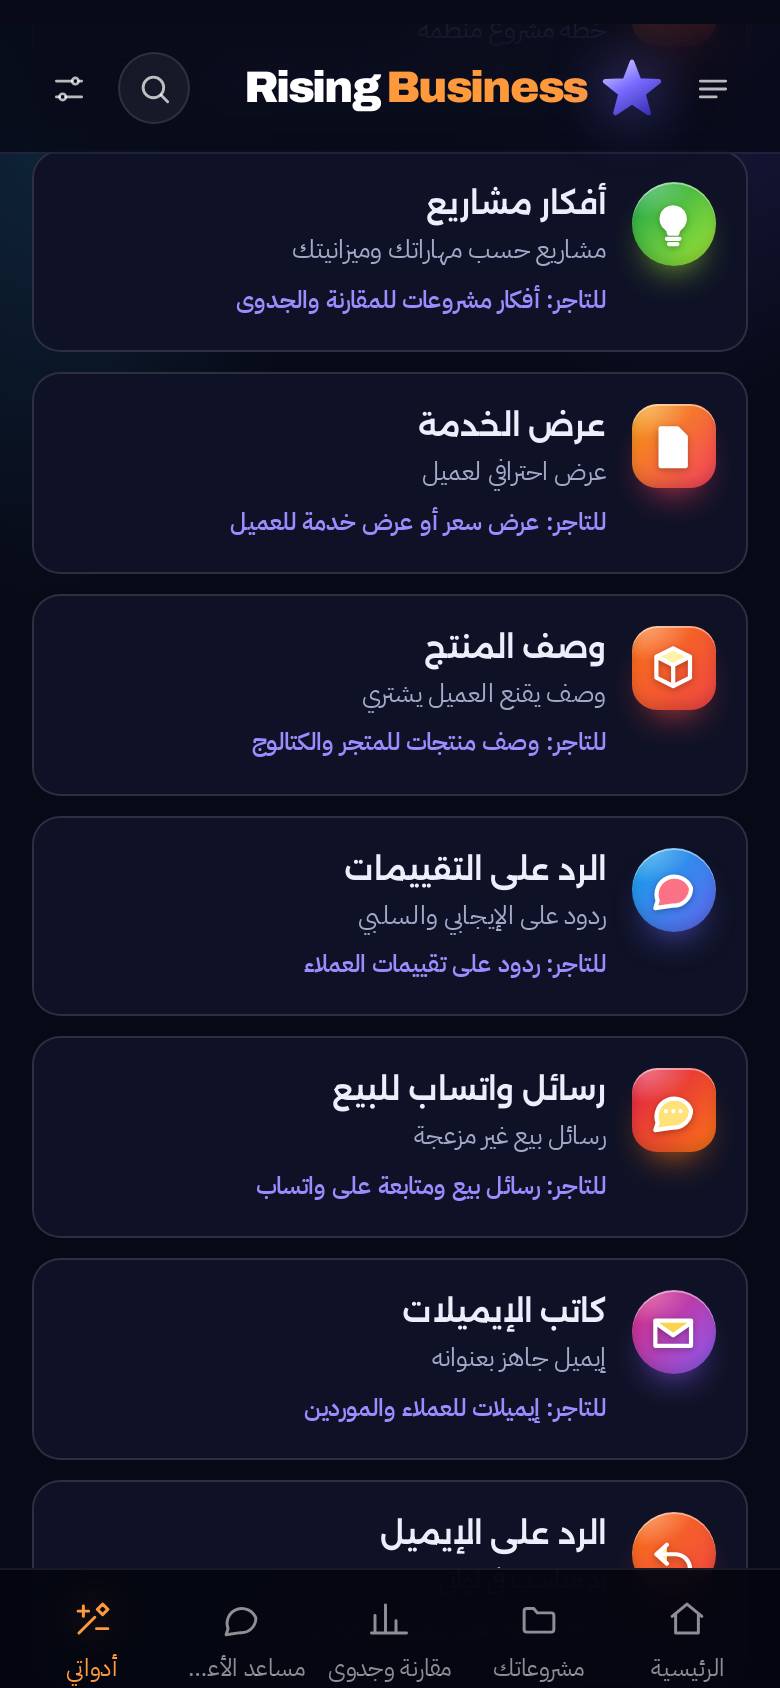 خطة مشروع منظمة
Rising Business
أفكار مشاريع
مشاريع حسب مهاراتك وميزانيتك
للتاجر: أفكار مشروعات للمقارنة والجدوى
عرض الخدمة
عرض احترافي لعميل
للتاجر: عرض سعر أو عرض خدمة للعميل
وصف المنتج
وصف يقنع العميل يشتري
للتاجر: وصف منتجات للمتجر والكتالوج
الرد على التقييمات
ردود على الإيجابي والسلبي
للتاجر: ردود على تقييمات العملاء
رسائل واتساب للبيع
رسائل بيع غير مزعجة
للتاجر: رسائل بيع ومتابعة على واتساب
كاتب الإيميلات
إيميل جاهز بعنوانه
للتاجر: إيميلات للعملاء والموردين
الرد على الإيميل
الرئيسية
مشروعاتك
مقارنة وجدوى
مساعد الأع...
أدواتي